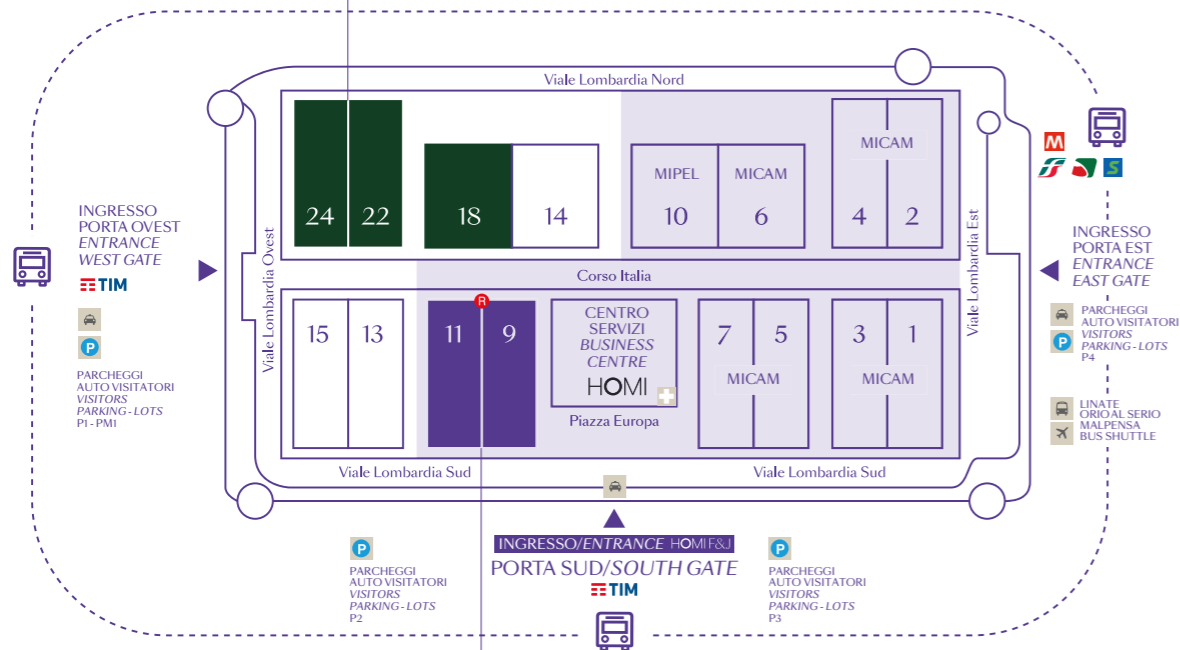 Viale Lombardia Nord
MICAM
MIPEL
MICAM
24
22
18
14
10
6
4
2
INGRESSO
PORTA OVEST
ENTRANCE
WEST GATE
TIM
P
PARCHEGGI
AUTO VISITATORI
VISITORS
PARKING - LOTS
P1 - PM1
Viale Lombardia Ovest
Corso Italia
Viale Lombardia Est
M
S
INGRESSO
PORTA EST
ENTRANCE
EAST GATE
PARCHEGGI
AUTO VISITATORI
VISITORS
PARKING - LOTS
P4
P
LINATE
ORIO AL SERIO
MALPENSA
BUS SHUTTLE
R
15
13
11
9
CENTRO
SERVIZI
BUSINESS
CENTRE
HOMI
Piazza Europa
7
5
MICAM
3
1
MICAM
Viale Lombardia Sud
Viale Lombardia Sud
INGRESSO/ENTRANCE HOMI F&J
PORTA SUD/SOUTH GATE
TIM
P
PARCHEGGI
AUTO VISITATORI
VISITORS
PARKING - LOTS
P2
P
PARCHEGGI
AUTO VISITATORI
VISITORS
PARKING - LOTS
P3